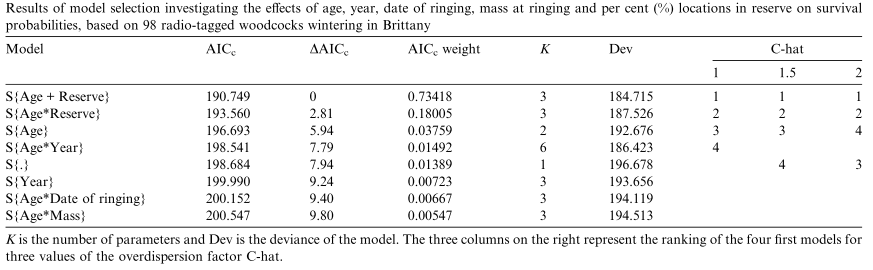 Results of model selection investigating the effects of age, year, date of ringing, mass at ringing and per cent (%) locations in reserve on survival
probabilities, based on 98 radio-tagged woodcocks wintering in Brittany
Model AICc ΔAICc AICc weight K Dev C-hat
1 1.5 2
S{Age + Reserve} 190.749 0 0.73418 3 184.715 1 1 1
S{Age*Reserve} 193.560 2.81 0.18005 3 187.526 2 2 2
S{Age} 196.693 5.94 0.03759 2 192.676 3 3 4
S{Age*Year} 198.541 7.79 0.01492 6 186.423 4
S{.} 198.684 7.94 0.01389 1 196.678 4 3
S{Year} 199.990 9.24 0.00723 3 193.656
S{Age*Date of ringing} 200.152 9.40 0.00667 3 194.119
S{Age*Mass} 200.547 9.80 0.00547 3 194.513
K is the number of parameters and Dev is the deviance of the model. The three columns on the right represent the ranking of the four first models for
three values of the overdispersion factor C-hat.